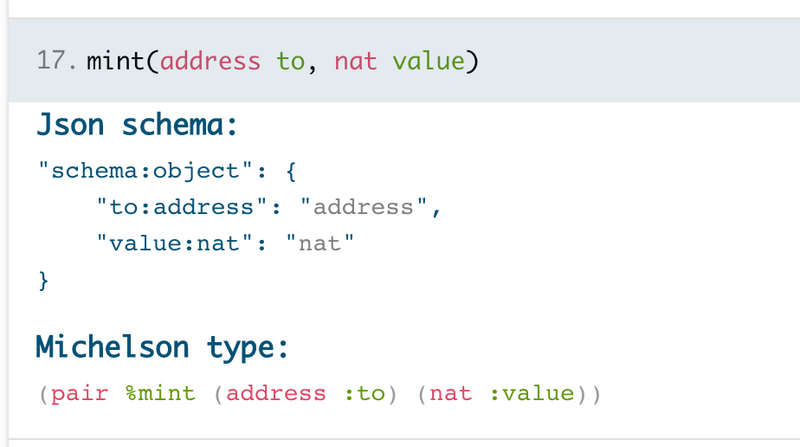 17. mint(address to, nat value)
Json schema:
"schema:object": {
    "to:address": "address",
    "value:nat": "nat"
}
Michelson type:
(pair %mint (address :to) (nat :value))